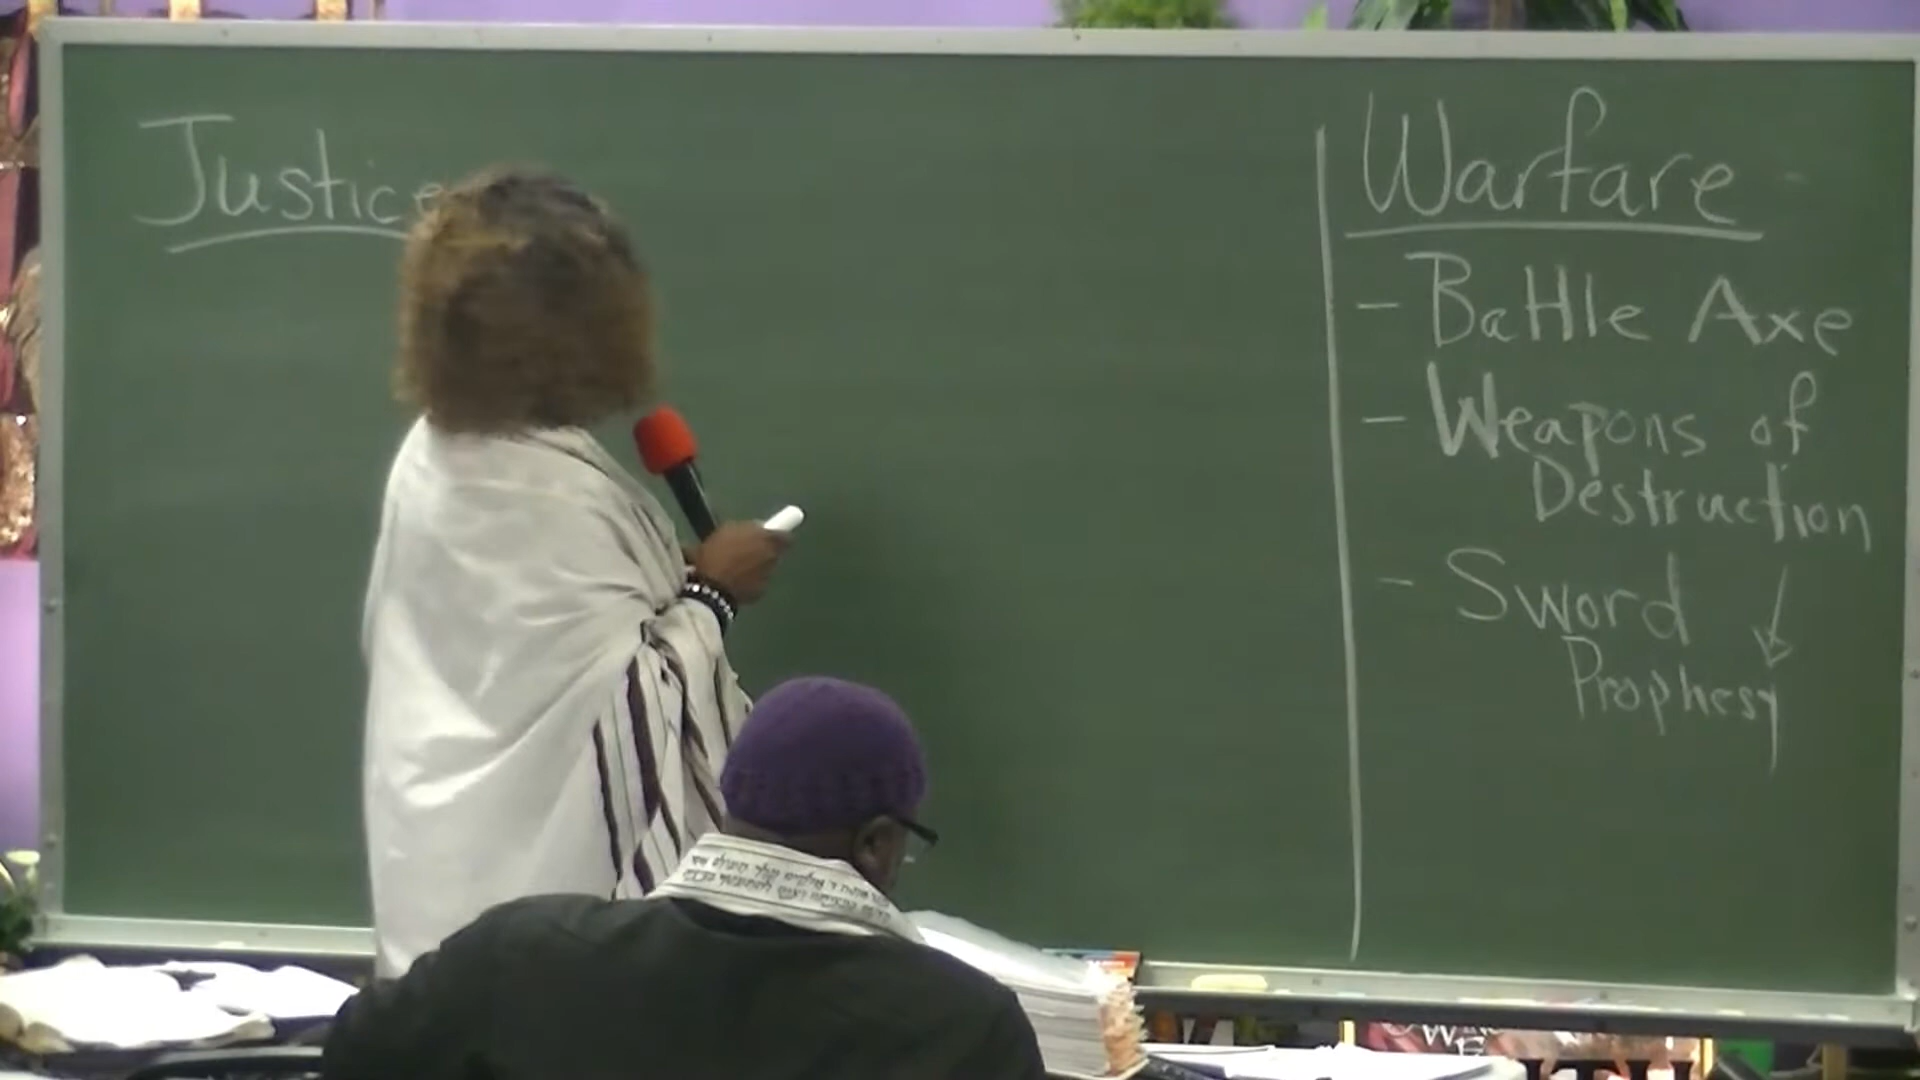 Justice
Warfare
- Battle Axe
- Weapons of
Destruction
- Sword
Prophesy